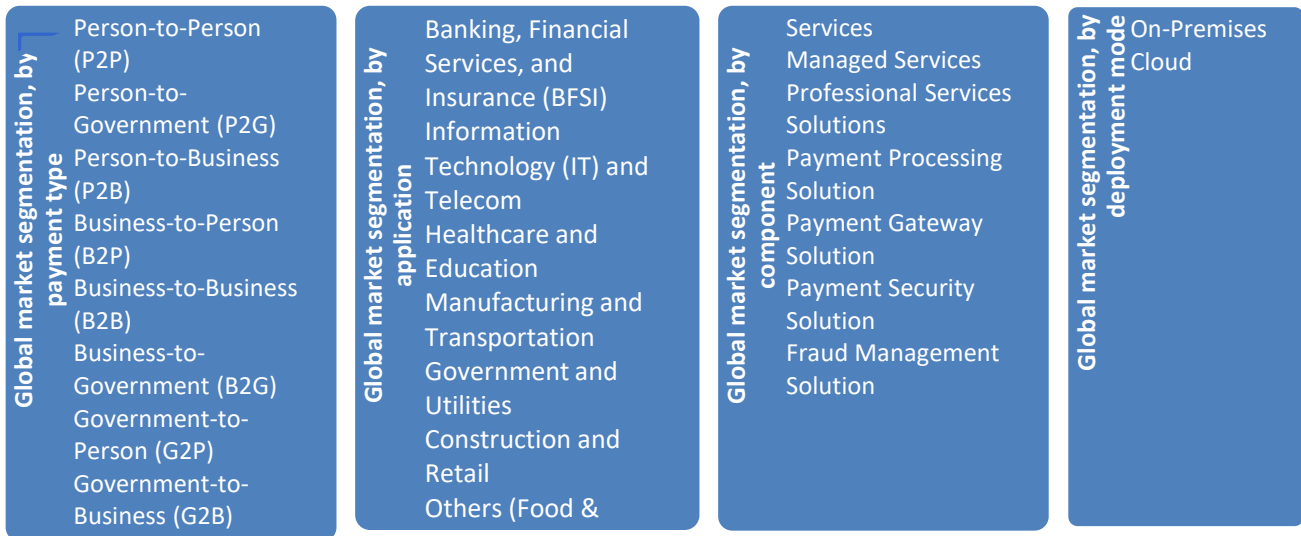 Global market segmentation, by
payment type
Person-to-Person
(P2P)
Person-to-
Government (P2G)
Person-to-Business
(P2B)
Business-to-Person
(B2P)
Business-to-Business
(B2B)
Business-to-
Government (B2G)
Government-to-
Person (G2P)
Government-to-
Business (G2B)
Global market segmentation, by
application
Banking, Financial
Services, and
Insurance (BFSI)
Information
Technology (IT) and
Telecom
Healthcare and
Education
Manufacturing and
Transportation
Government and
Utilities
Construction and
Retail
Others (Food &
Global market segmentation, by
component
Services
Managed Services
Professional Services
Solutions
Payment Processing
Solution
Payment Gateway
Solution
Payment Security
Solution
Fraud Management
Solution
Global market segmentation, by
deployment mode
On-Premises
Cloud